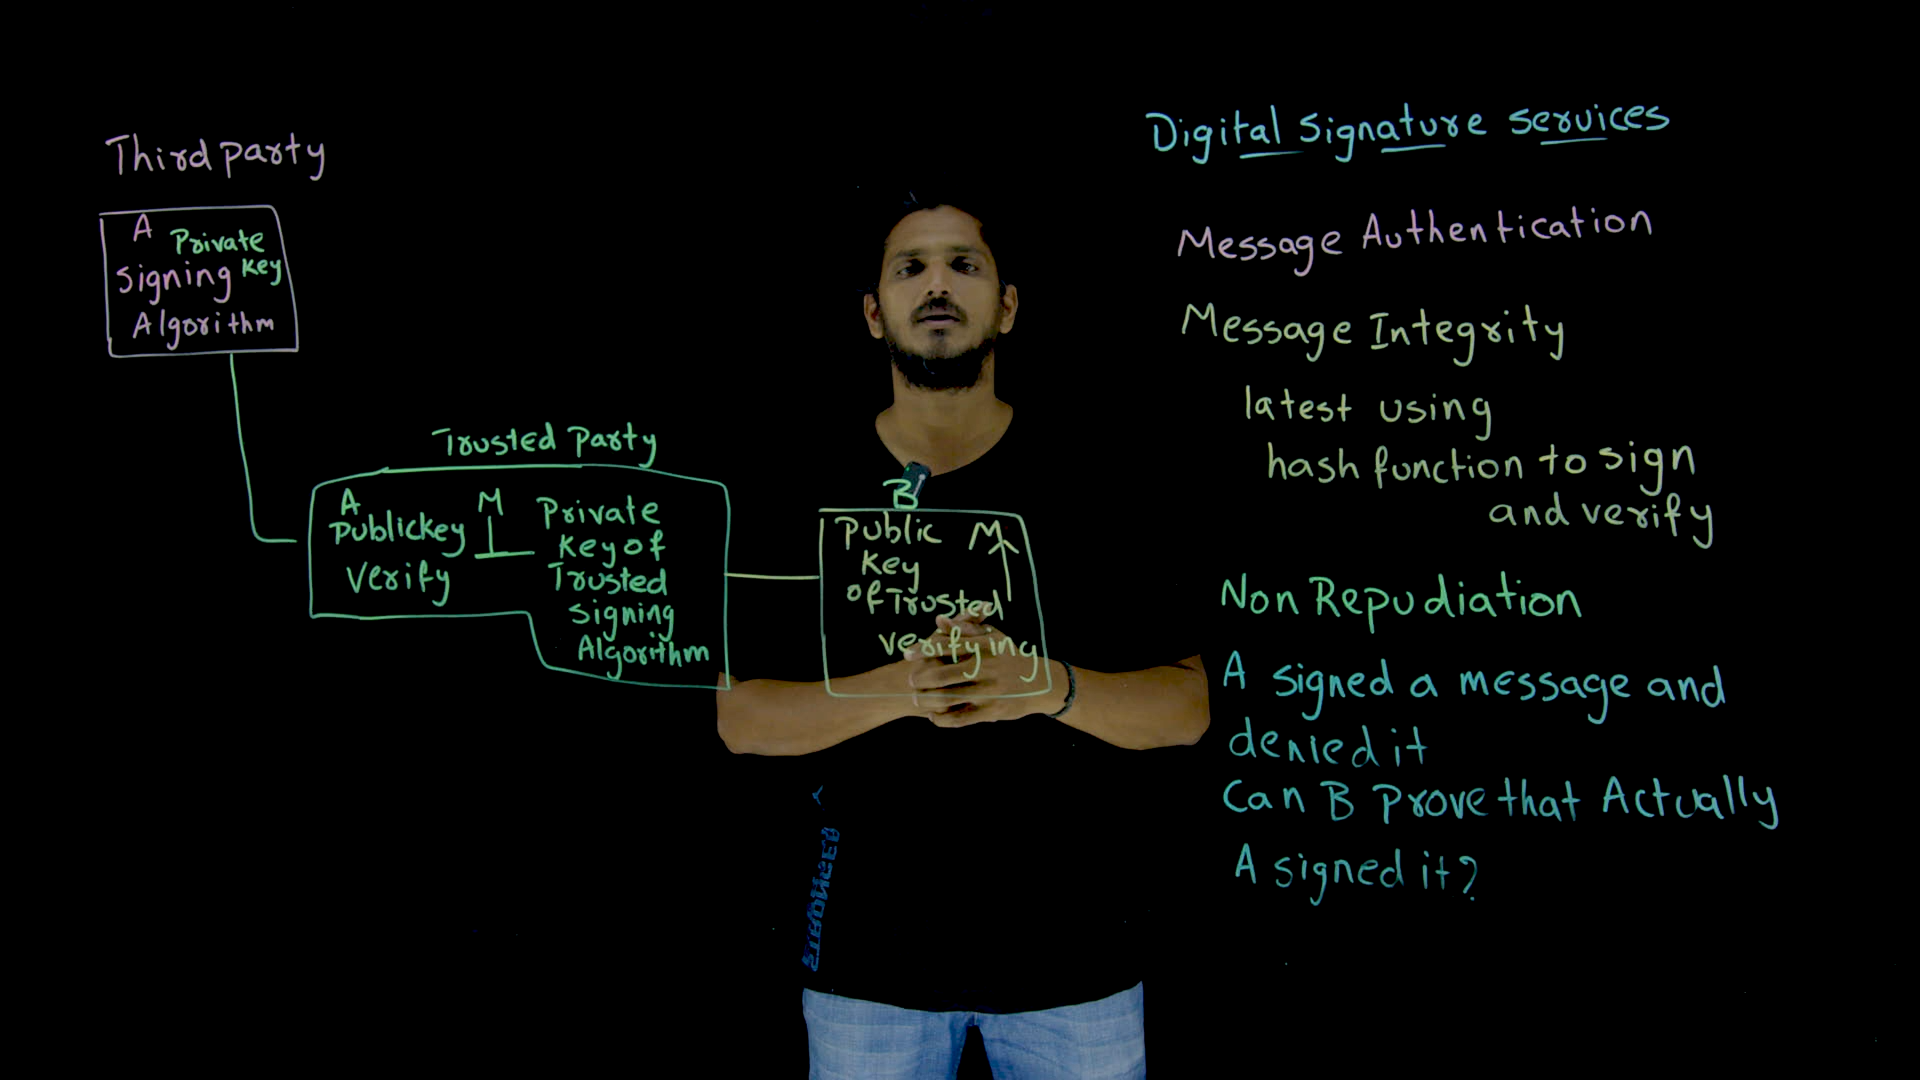 Third party
A Private
Signing Key
Algorithm
Trusted Party
A
Publickey
Verify
M
Private
Key of
Trusted
Signing
Algorithm
B
Public M
Key
of Trusted
verifying
Digital Signature Services
Message Authentication
Message Integrity
latest using
hash function to sign
and verify
Non Repudiation
A signed a message and
denied it
Can B Prove that Actually
A signed it?